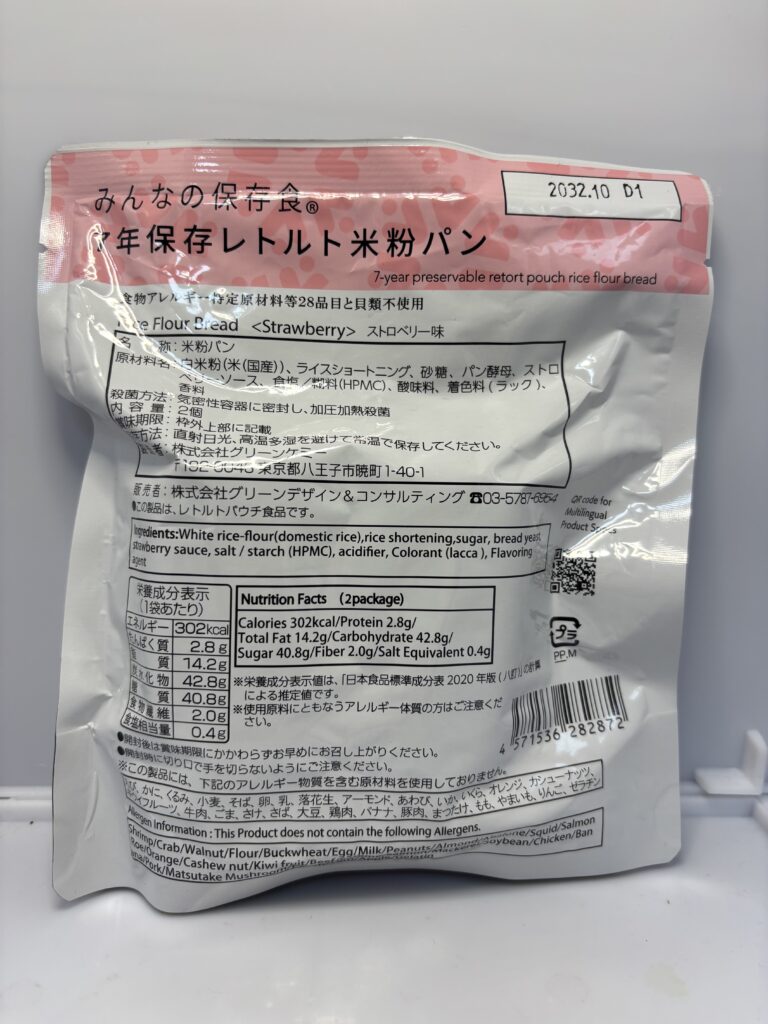 2032.10 D1
みんなの保存食®
7年保存レトルト米粉パン
7-year preservable retort pouch rice flour bread
食物アレルギー特定原材料等28品目と貝類不使用
Rice Flour Bread <Strawberry> ストロベリー味
名 称:米粉パン
原材料名:白米粉(米(国産))、ライスショートニング、砂糖、パン酵母、ストロ
ベリーソース、食塩/糊料(HPMC)、酸味料、着色料(ラック)、
香料
殺菌方法:気密性容器に密封し、加圧加熱殺菌
内容量:2個
賞味期限:枠外上部に記載
保存方法:直射日光、高温多湿を避けて常温で保存してください。
株式会社グリーンケミー
東京都八王子市暁町1-40-1
販売者:株式会社グリーンデザイン&コンサルティング ☎03-5787-6954
●この製品は、レトルトパウチ食品です。
QR code for
Multilingual
Product
Ingredients:White rice-flour(domestic rice),rice shortening,sugar, bread yeast
strawberry sauce, salt / starch (HPMC), acidifier, Colorant (lacca ), Flavoring
agent
栄養成分表示
(1袋あたり)
エネルギー 302kcal
たんぱく質 2.8g
脂質 14.2g
炭水化物 42.8g
糖質 40.8g
食物繊維 2.0g
食塩相当量 0.4g
Nutrition Facts (2package)
Calories 302kcal/Protein 2.8g/
Total Fat 14.2g/Carbohydrate 42.8g/
Sugar 40.8g/Fiber 2.0g/Salt Equivalent 0.4g
プラ
PP,M
※栄養成分表示値は、「日本食品標準成分表2020年版(八訂)」の計算
による推定値です。
※使用原料にともなうアレルギー体質の方はご注意くだ
さい。
4 571536 282872
●開封後は賞味期限にかかわらずお早めにお召し上がりください。
●開封時に切り口で手を切らないようにご注意ください。
※この製品には、下記のアレルギー物質を含む原材料を使用しておりません。
えび、かに、くるみ、小麦、そば、卵、乳、落花生、アーモンド、あわび、いか、いくら、オレンジ、カシューナッツ、
キウイフルーツ、牛肉、ごま、さけ、さば、大豆、鶏肉、バナナ、豚肉、まつたけ、もも、やまいも、りんご、ゼラチン
Allergen Information : This Product does not contain the following Allergens.
Shrimp/Crab/Walnut/Flour/Buckwheat/Egg/Milk/Peanuts/Almond/Abalone/Squid/Salmon
Roe/Orange/Cashew nut/Kiwi fruit/ Soybean/Chicken/Ban
ana/Pork/Matsutake Mushroom/ Gelatin